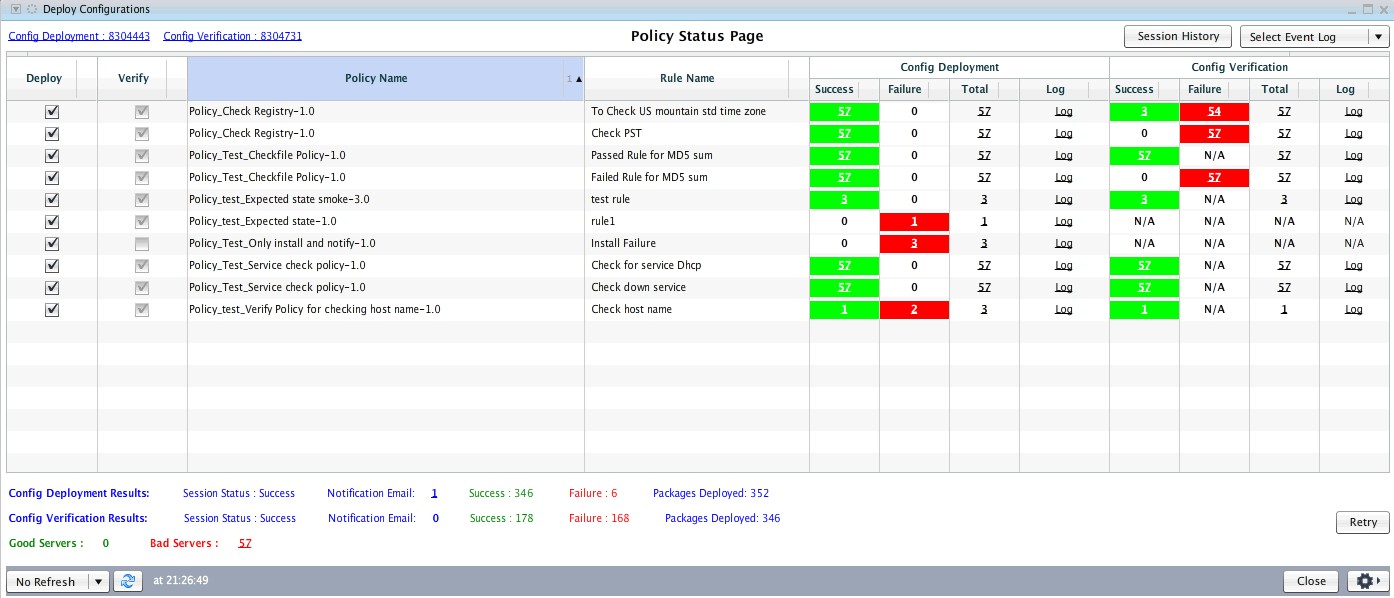 Deploy Configurations
Config Deployment : 8304443 Config Verification : 8304731 Policy Status Page Session History Select Event Log
Config Deployment Config Verification
Deploy Verify Policy Name 1 Rule Name Success Failure Total Log Success Failure Total Log
Policy_Check Registry-1.0 To Check US mountain std time zone 57 0 57 Log 3 54 57 Log
Policy_Check Registry-1.0 Check PST 57 0 57 Log 0 57 57 Log
Policy_Test_Checkfile Policy-1.0 Passed Rule for MD5 sum 57 0 57 Log 57 N/A 57 Log
Policy_Test_Checkfile Policy-1.0 Failed Rule for MD5 sum 57 0 57 Log 0 57 57 Log
Policy_test_Expected state smoke-3.0 test rule 3 0 3 Log 3 N/A 3 Log
Policy_test_Expected state-1.0 rule1 0 1 1 Log N/A N/A N/A N/A
Policy_Test_Only install and notify-1.0 Install Failure 0 3 3 Log N/A N/A N/A N/A
Policy_Test_Service check policy-1.0 Check for service Dhcp 57 0 57 Log 57 N/A 57 Log
Policy_Test_Service check policy-1.0 Check down service 57 0 57 Log 57 N/A 57 Log
Policy_test_Verify Policy for checking host name-1.0 Check host name 1 2 3 Log 1 N/A 1 Log
Config Deployment Results: Session Status : Success Notification Email: 1 Success : 346 Failure : 6 Packages Deployed: 352
Config Verification Results: Session Status : Success Notification Email: 0 Success : 178 Failure : 168 Packages Deployed: 346
Retry
Good Servers : 0 Bad Servers : 57
No Refresh at 21:26:49 Close